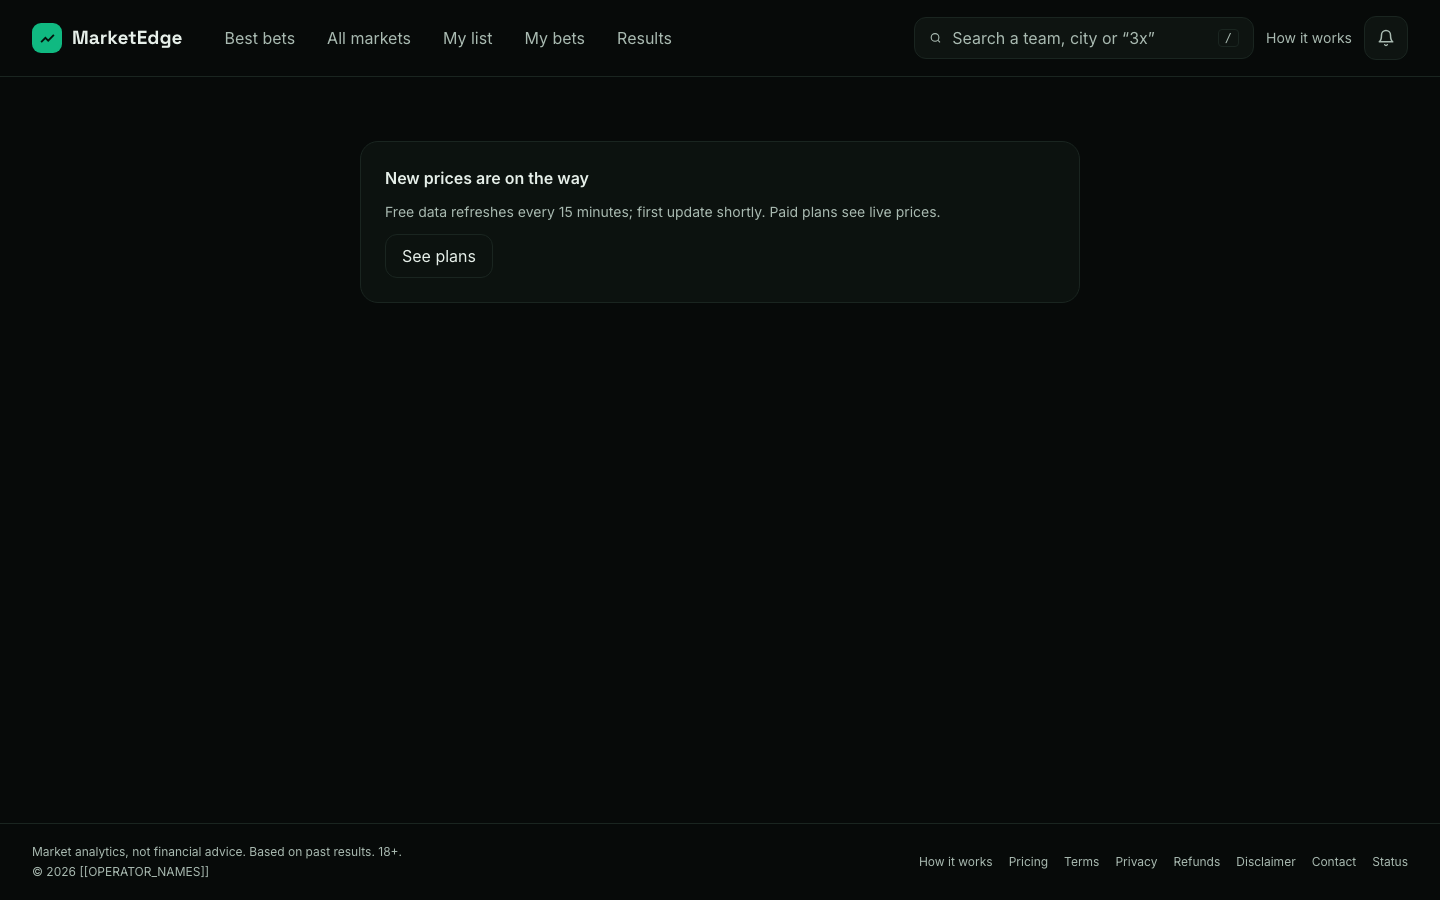 MarketEdge
Best bets
All markets
My list
My bets
Results
Search a team, city or “3x”
/
How it works
New prices are on the way
Free data refreshes every 15 minutes; first update shortly. Paid plans see live prices.
See plans
Market analytics, not financial advice. Based on past results. 18+.
© 2026 [[OPERATOR_NAMES]]
How it works
Pricing
Terms
Privacy
Refunds
Disclaimer
Contact
Status